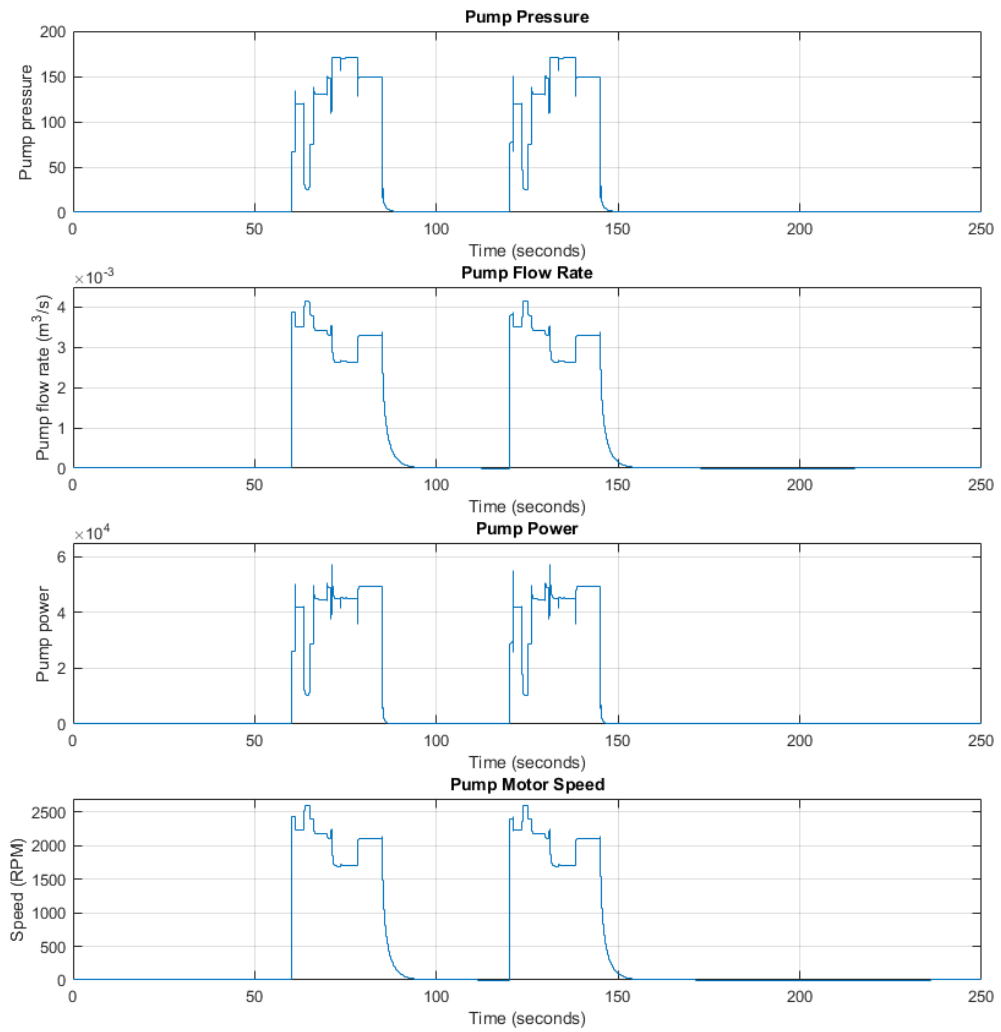 Pump Pressure
200
150
100
50
0
Pump pressure
0 50 100 150 200 250
Time (seconds)
Pump Flow Rate
×10⁻³
4
3
2
1
0
Pump flow rate (m³/s)
0 50 100 150 200 250
Time (seconds)
Pump Power
×10⁴
6
4
2
0
Pump power
0 50 100 150 200 250
Time (seconds)
Pump Motor Speed
2500
2000
1500
1000
500
0
Speed (RPM)
0 50 100 150 200 250
Time (seconds)